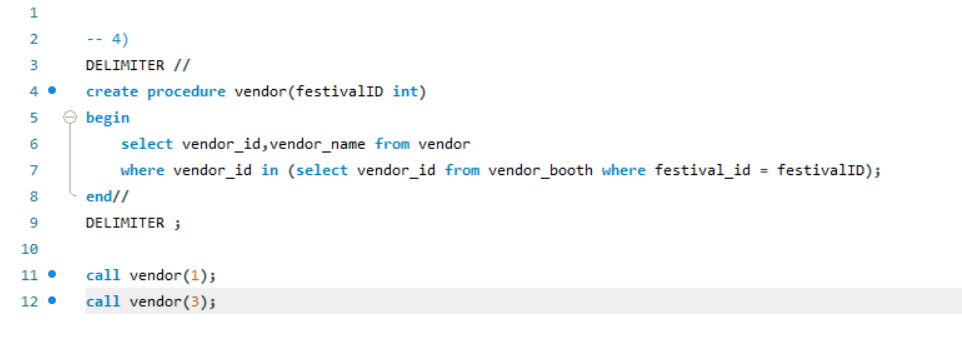 1
2 -- 4)
3 DELIMITER //
4 create procedure vendor(festivalID int)
5 begin
6 select vendor_id,vendor_name from vendor
7 where vendor_id in (select vendor_id from vendor_booth where festival_id = festivalID);
8 end//
9 DELIMITER ;
10
11 call vendor(1);
12 call vendor(3);